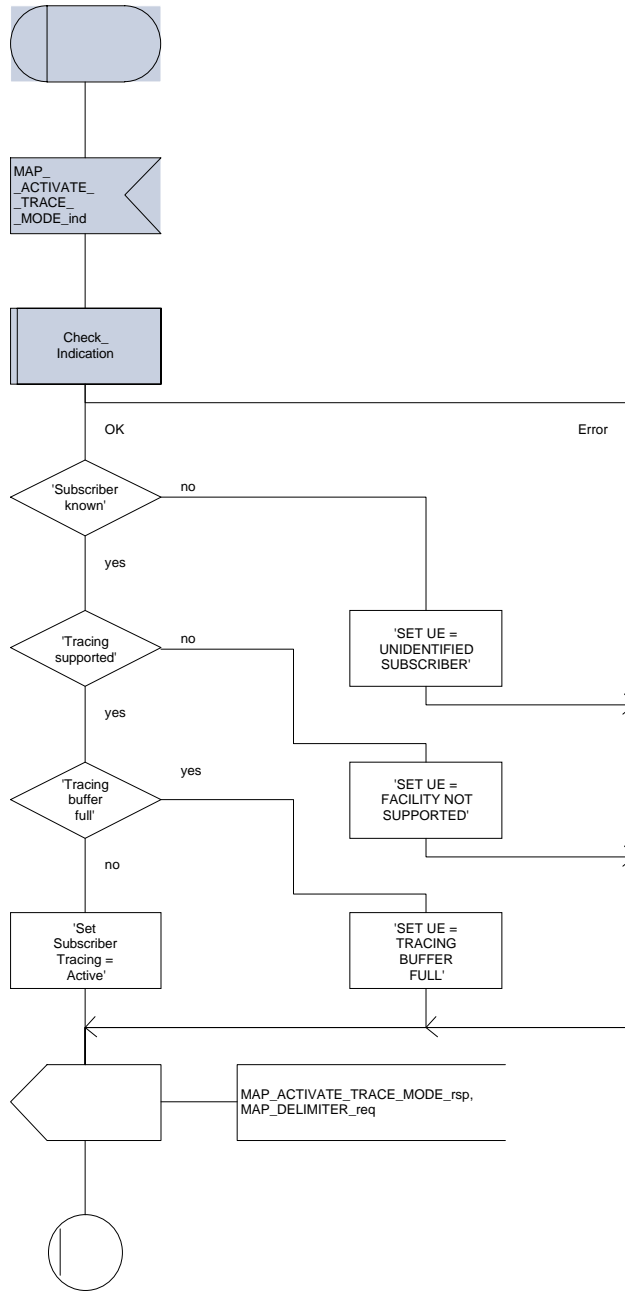 MAP_
_ACTIVATE_
_TRACE_
_MODE_ind
Check_
Indication
OK
Error
'Subscriber
known'
no
yes
'Tracing
supported'
no
'SET UE =
UNIDENTIFIED
SUBSCRIBER'
yes
'Tracing
buffer
full'
yes
'SET UE =
FACILITY NOT
SUPPORTED'
no
'Set
Subscriber
Tracing =
Active'
'SET UE =
TRACING
BUFFER
FULL'
MAP_ACTIVATE_TRACE_MODE_rsp,
MAP_DELIMITER_req